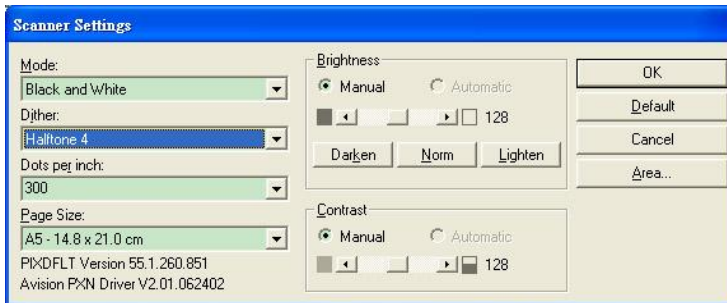 Scanner Settings
Mode:
Black and White
Dither:
Halftone 4
Dots per inch:
300
Page Size:
A5 - 14.8 x 21.0 cm
PIXDFLT Version 55.1.260.851
Avision PXN Driver V2.01.062402
Brightness
Manual Automatic
128
Darken Norm Lighten
Contrast
Manual Automatic
128
OK
Default
Cancel
Area...